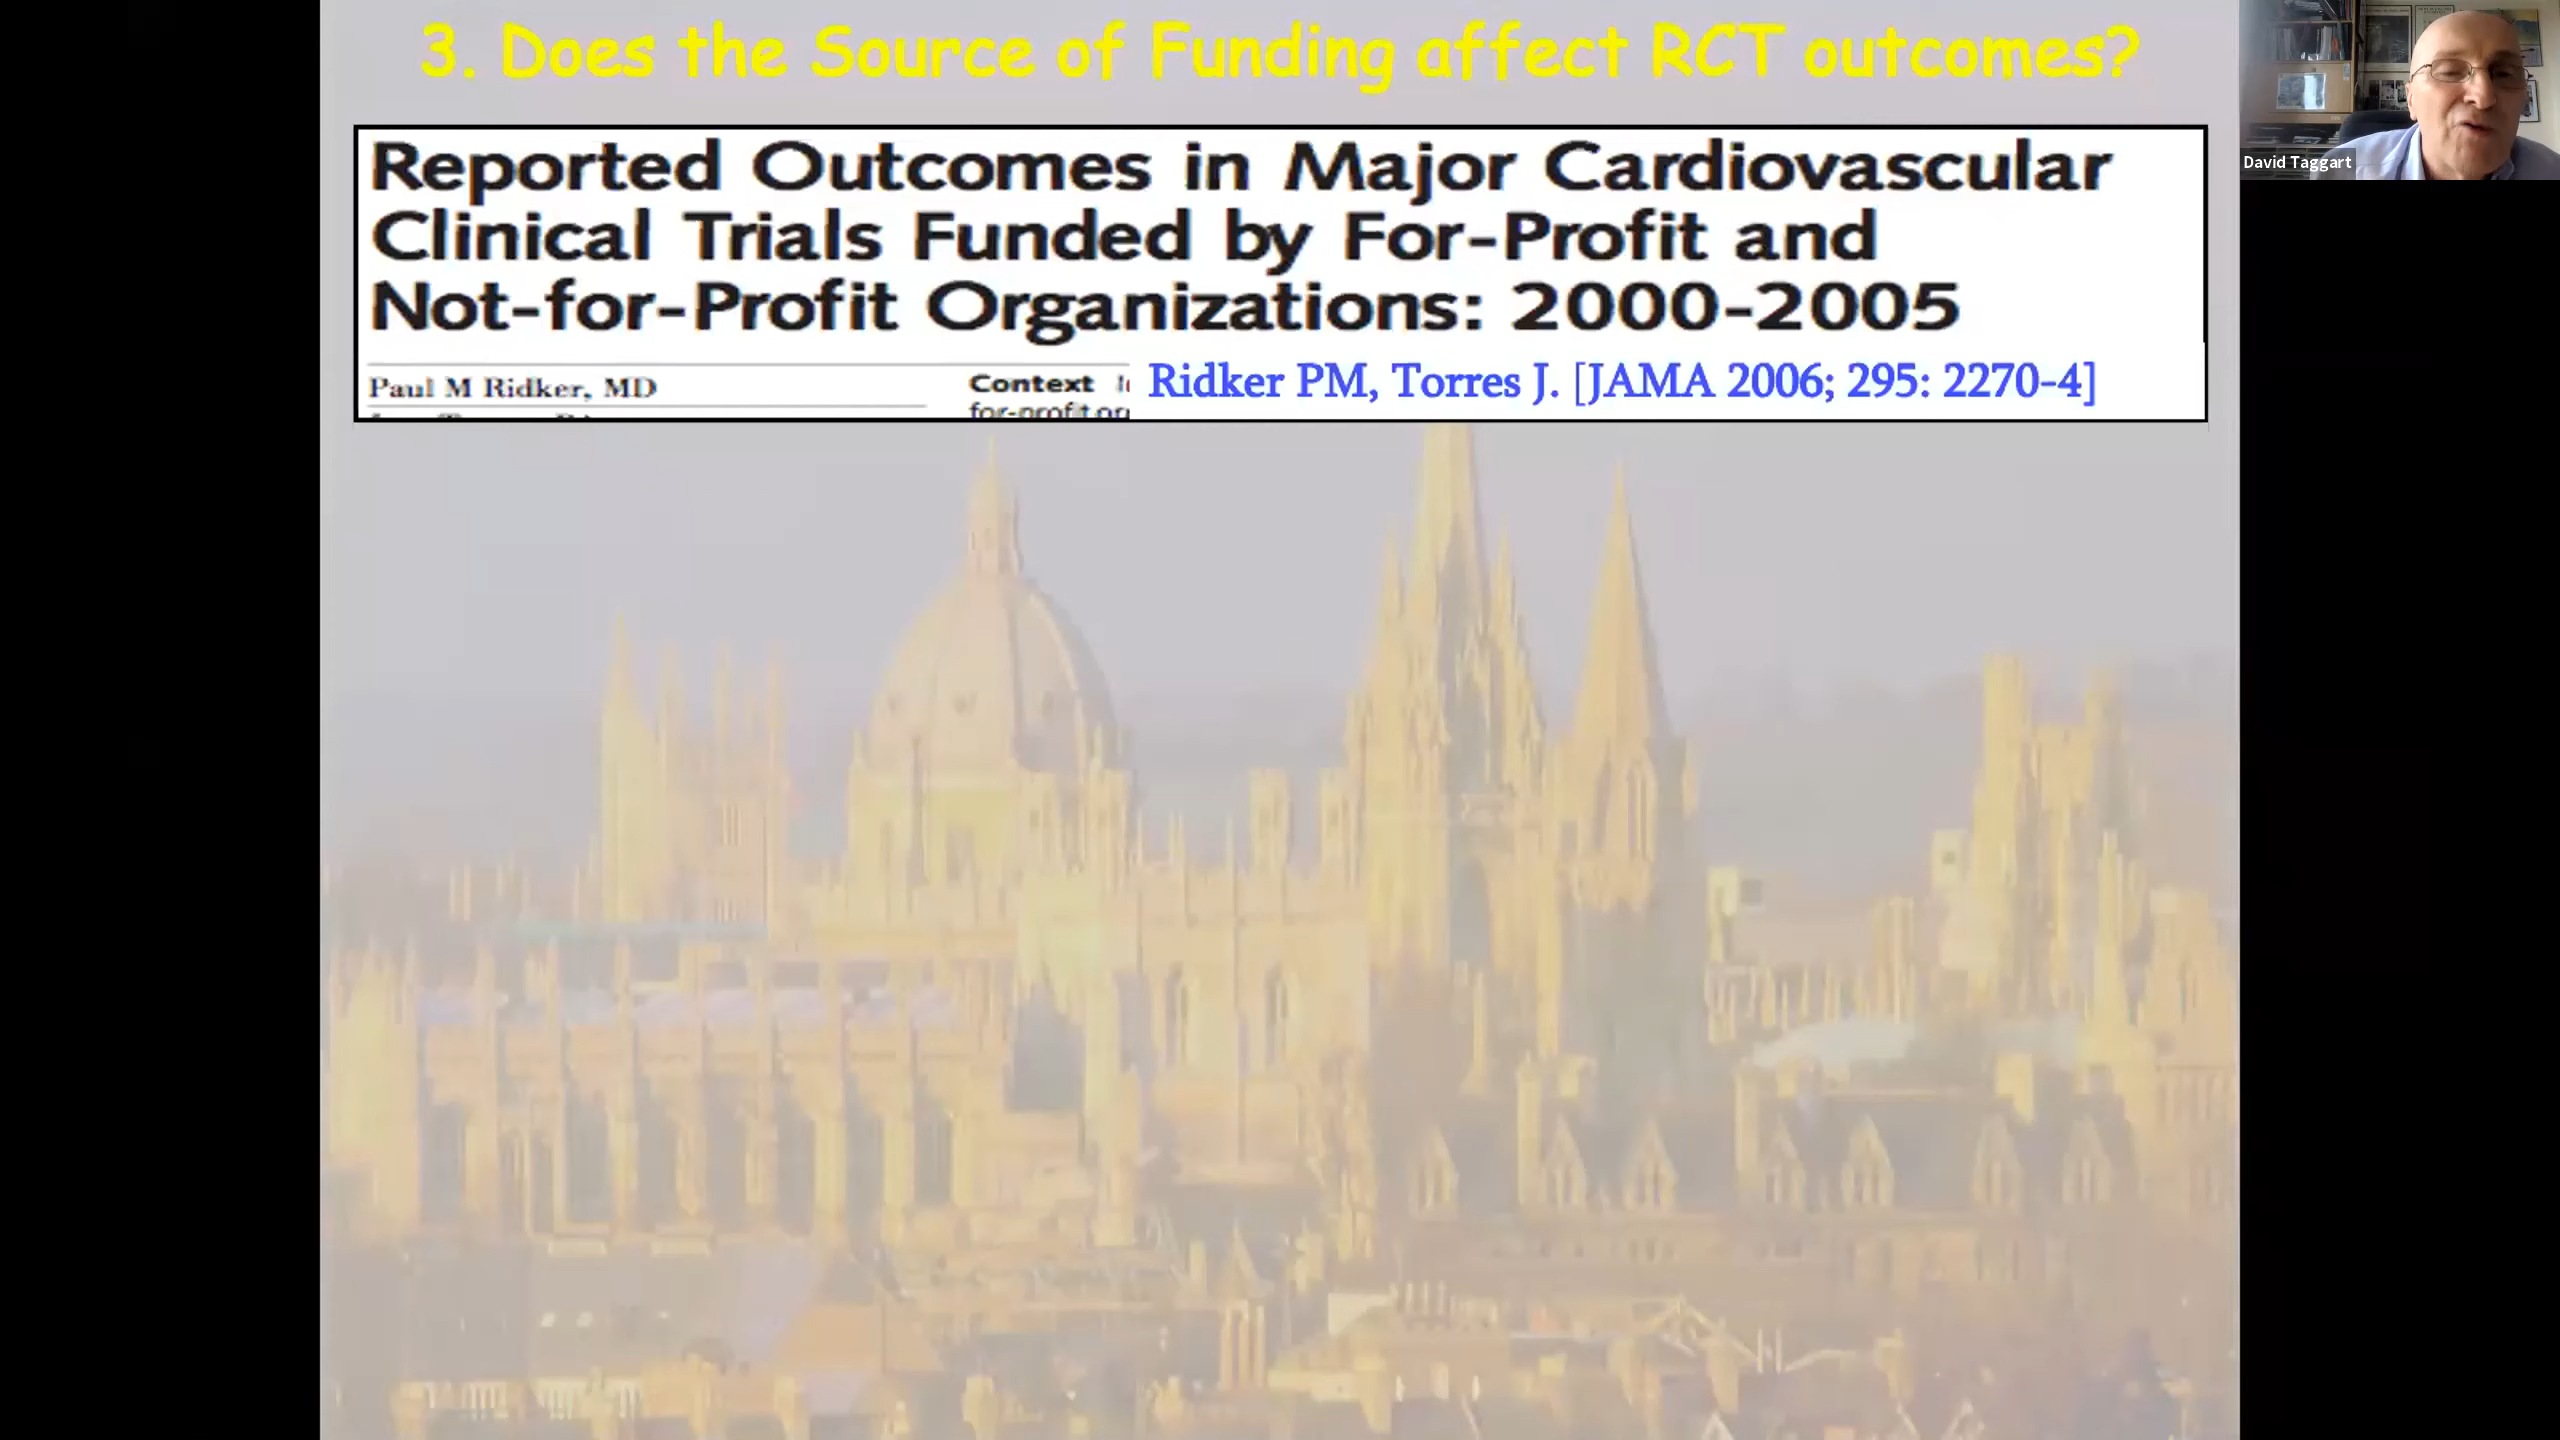 3. Does the Source of Funding affect RCT outcomes?
David Taggart
Reported Outcomes in Major Cardiovascular
Clinical Trials Funded by For-Profit and
Not-for-Profit Organizations: 2000-2005
Paul M Ridker, MD
Context
Ridker PM, Torres J. [JAMA 2006; 295: 2270-4]
for-profit